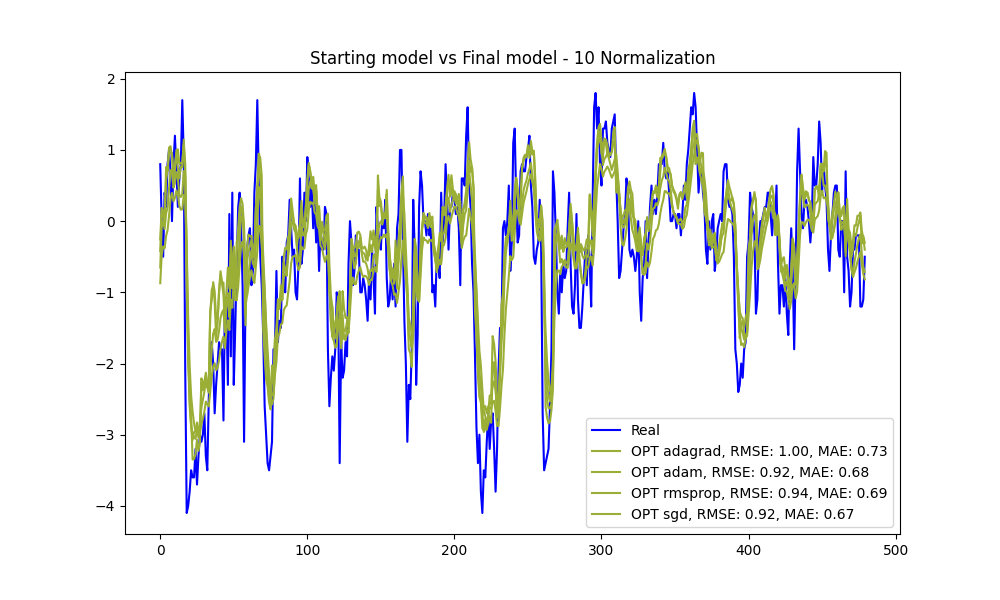 Starting model vs Final model - 10 Normalization
2
1
0
−1
−2
−3
−4
0
100
200
300
400
500
Real
OPT adagrad, RMSE: 1.00, MAE: 0.73
OPT adam, RMSE: 0.92, MAE: 0.68
OPT rmsprop, RMSE: 0.94, MAE: 0.69
OPT sgd, RMSE: 0.92, MAE: 0.67